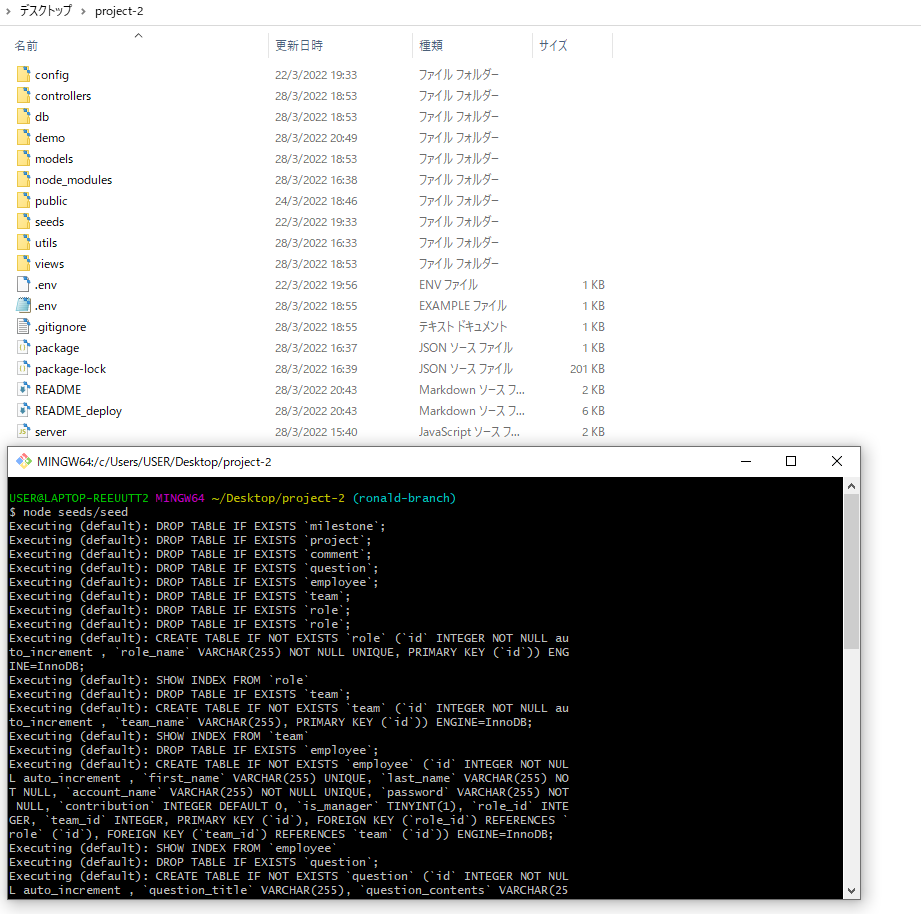 デスクトップ › project-2
名前 更新日時 種類 サイズ
config 22/3/2022 19:33 ファイル フォルダー
controllers 28/3/2022 18:53 ファイル フォルダー
db 28/3/2022 18:53 ファイル フォルダー
demo 28/3/2022 20:49 ファイル フォルダー
models 28/3/2022 18:53 ファイル フォルダー
node_modules 28/3/2022 16:38 ファイル フォルダー
public 24/3/2022 18:46 ファイル フォルダー
seeds 22/3/2022 19:33 ファイル フォルダー
utils 28/3/2022 16:33 ファイル フォルダー
views 28/3/2022 18:53 ファイル フォルダー
.env 22/3/2022 19:56 ENV ファイル 1 KB
.env 28/3/2022 18:55 EXAMPLE ファイル 1 KB
.gitignore 28/3/2022 18:55 テキスト ドキュメント 1 KB
package 28/3/2022 16:37 JSON ソース ファイル 1 KB
package-lock 28/3/2022 16:39 JSON ソース ファイル 201 KB
README 28/3/2022 20:43 Markdown ソース フ... 2 KB
README_deploy 28/3/2022 20:43 Markdown ソース フ... 6 KB
server 28/3/2022 15:40 JavaScript ソース フ... 2 KB
MINGW64:/c/Users/USER/Desktop/project-2
USER@LAPTOP-REEUUTT2 MINGW64 ~/Desktop/project-2 (ronald-branch)
$ node seeds/seed
Executing (default): DROP TABLE IF EXISTS `milestone`;
Executing (default): DROP TABLE IF EXISTS `project`;
Executing (default): DROP TABLE IF EXISTS `comment`;
Executing (default): DROP TABLE IF EXISTS `question`;
Executing (default): DROP TABLE IF EXISTS `employee`;
Executing (default): DROP TABLE IF EXISTS `team`;
Executing (default): DROP TABLE IF EXISTS `role`;
Executing (default): DROP TABLE IF EXISTS `role`;
Executing (default): CREATE TABLE IF NOT EXISTS `role` (`id` INTEGER NOT NULL au
to_increment , `role_name` VARCHAR(255) NOT NULL UNIQUE, PRIMARY KEY (`id`)) ENG
INE=InnoDB;
Executing (default): SHOW INDEX FROM `role`
Executing (default): DROP TABLE IF EXISTS `team`;
Executing (default): CREATE TABLE IF NOT EXISTS `team` (`id` INTEGER NOT NULL au
to_increment , `team_name` VARCHAR(255), PRIMARY KEY (`id`)) ENGINE=InnoDB;
Executing (default): SHOW INDEX FROM `team`
Executing (default): DROP TABLE IF EXISTS `employee`;
Executing (default): CREATE TABLE IF NOT EXISTS `employee` (`id` INTEGER NOT NUL
L auto_increment , `first_name` VARCHAR(255) UNIQUE, `last_name` VARCHAR(255) NO
T NULL, `account_name` VARCHAR(255) NOT NULL UNIQUE, `password` VARCHAR(255) NOT
 NULL, `contribution` INTEGER DEFAULT 0, `is_manager` TINYINT(1), `role_id` INTE
GER, `team_id` INTEGER, PRIMARY KEY (`id`), FOREIGN KEY (`role_id`) REFERENCES `
role` (`id`), FOREIGN KEY (`team_id`) REFERENCES `team` (`id`)) ENGINE=InnoDB;
Executing (default): SHOW INDEX FROM `employee`
Executing (default): DROP TABLE IF EXISTS `question`;
Executing (default): CREATE TABLE IF NOT EXISTS `question` (`id` INTEGER NOT NUL
L auto_increment , `question_title` VARCHAR(255), `question_contents` VARCHAR(25